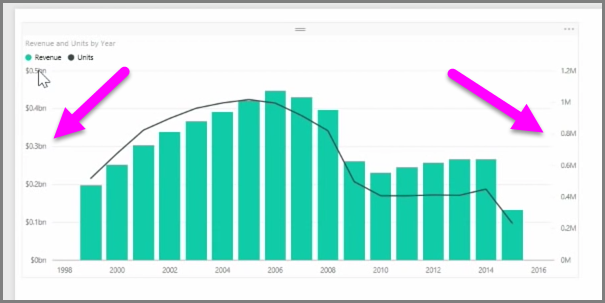 Revenue and Units by Year
Revenue Units
$0.5bn
$0.4bn
$0.3bn
$0.2bn
$0.1bn
$0bn
1.2M
1M
0.8M
0.6M
0.4M
0.2M
0M
1998 2000 2002 2004 2006 2008 2010 2012 2014 2016